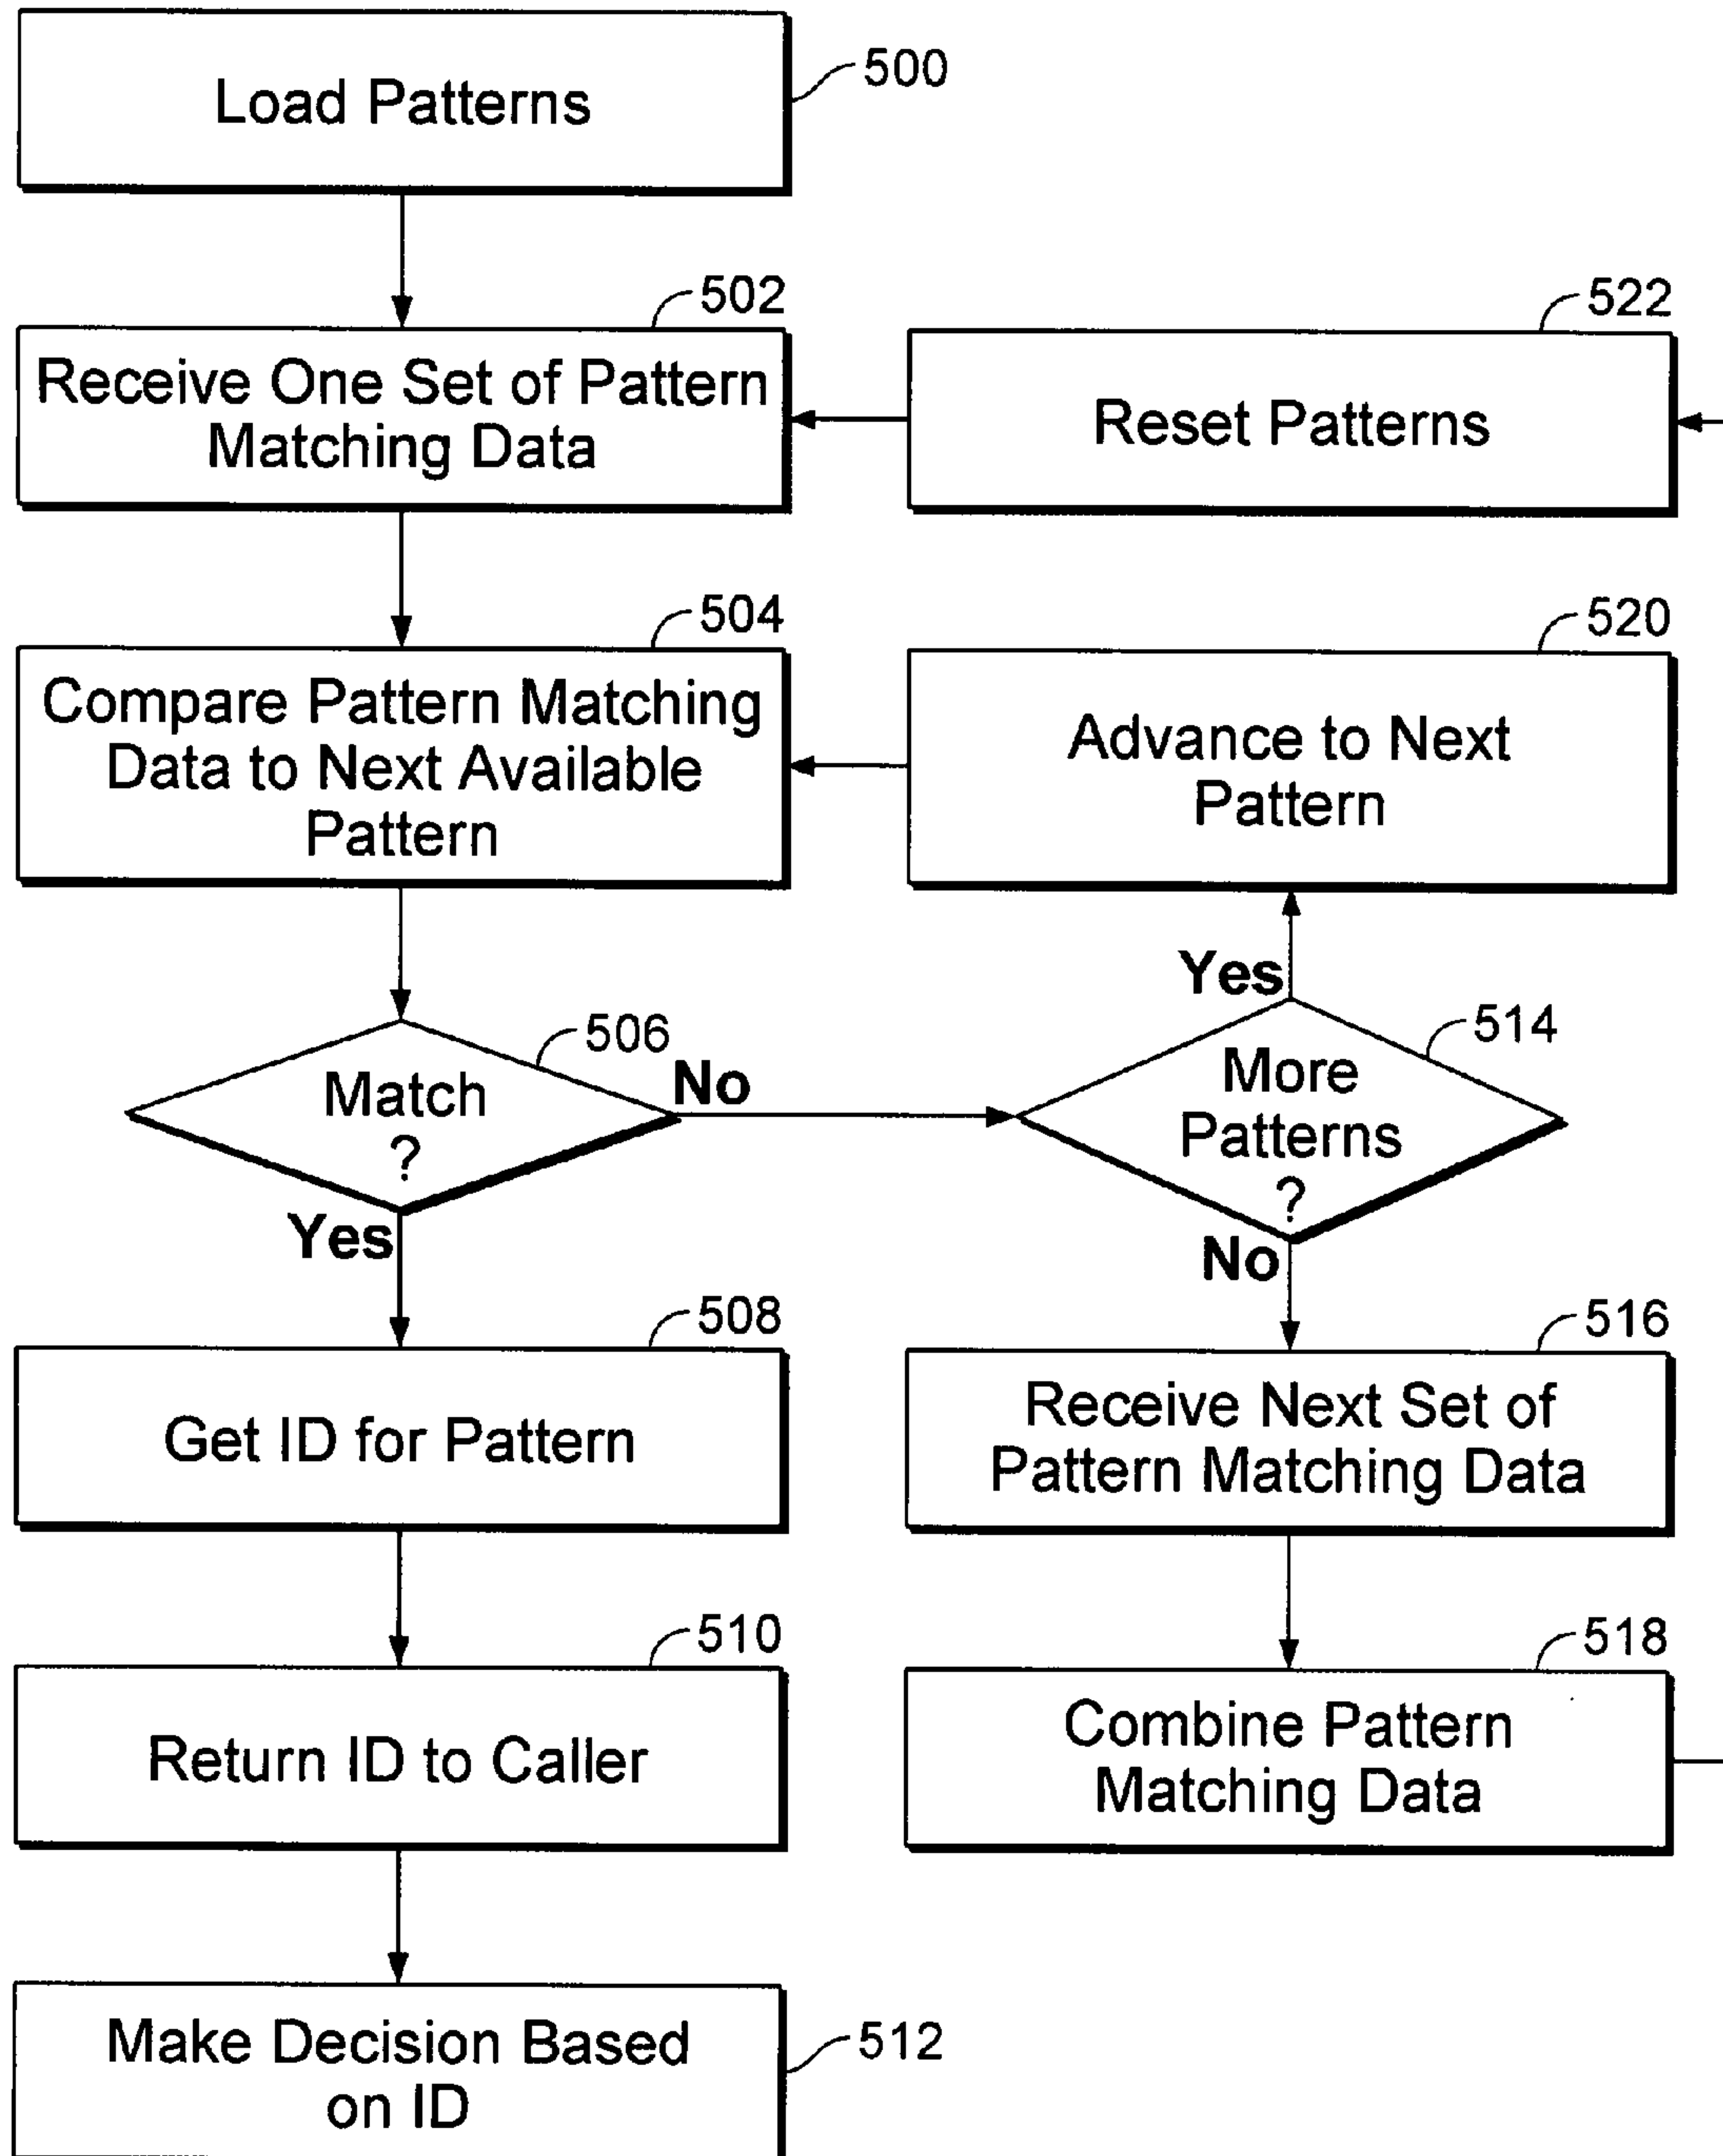 Load Patterns
500
502
Receive One Set of Pattern
Matching Data
522
Reset Patterns
504
Compare Pattern Matching
Data to Next Available
Pattern
520
Advance to Next
Pattern
506
Match
?
No
Yes
514
More
Patterns
?
Yes
No
508
Get ID for Pattern
516
Receive Next Set of
Pattern Matching Data
510
Return ID to Caller
518
Combine Pattern
Matching Data
Make Decision Based
on ID
512